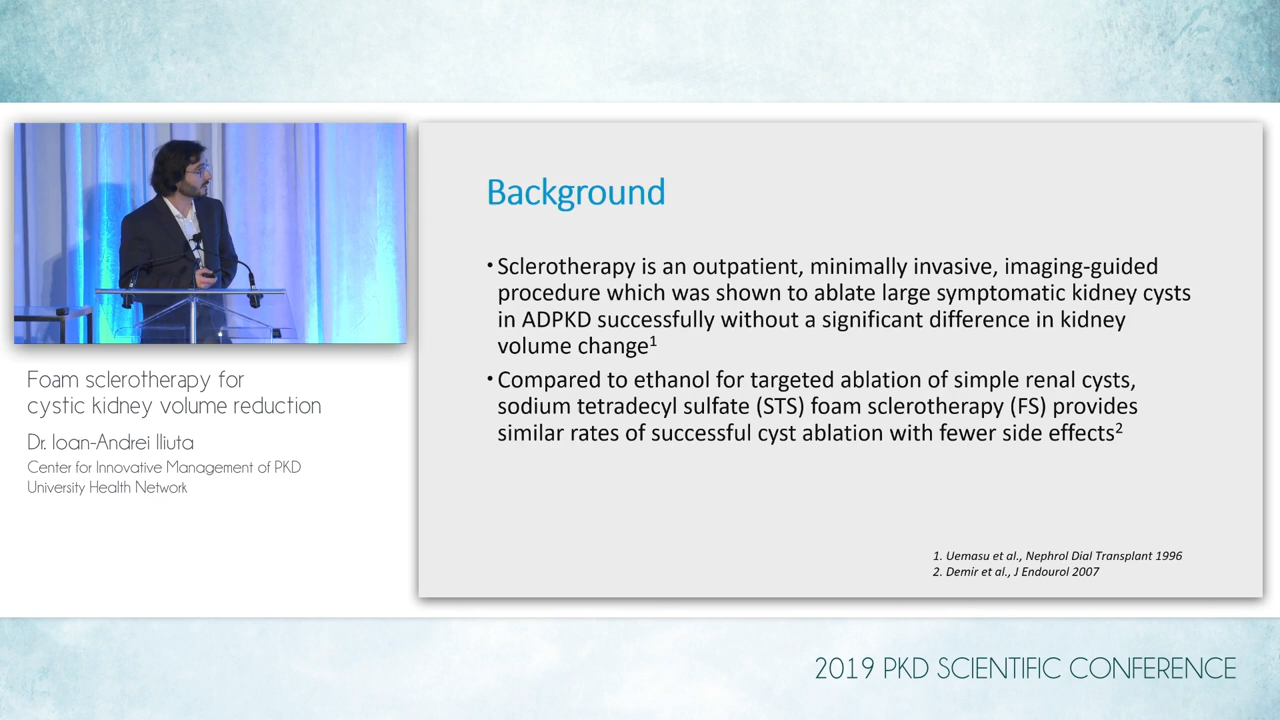 Background
• Sclerotherapy is an outpatient, minimally invasive, imaging-guided
procedure which was shown to ablate large symptomatic kidney cysts
in ADPKD successfully without a significant difference in kidney
volume change1
• Compared to ethanol for targeted ablation of simple renal cysts,
sodium tetradecyl sulfate (STS) foam sclerotherapy (FS) provides
similar rates of successful cyst ablation with fewer side effects2
1. Uemasu et al., Nephrol Dial Transplant 1996
2. Demir et al., J Endourol 2007
Foam sclerotherapy for
cystic kidney volume reduction
Dr. Ioan-Andrei Iliuta
Center for Innovative Management of PKD
University Health Network
2019 PKD SCIENTIFIC CONFERENCE